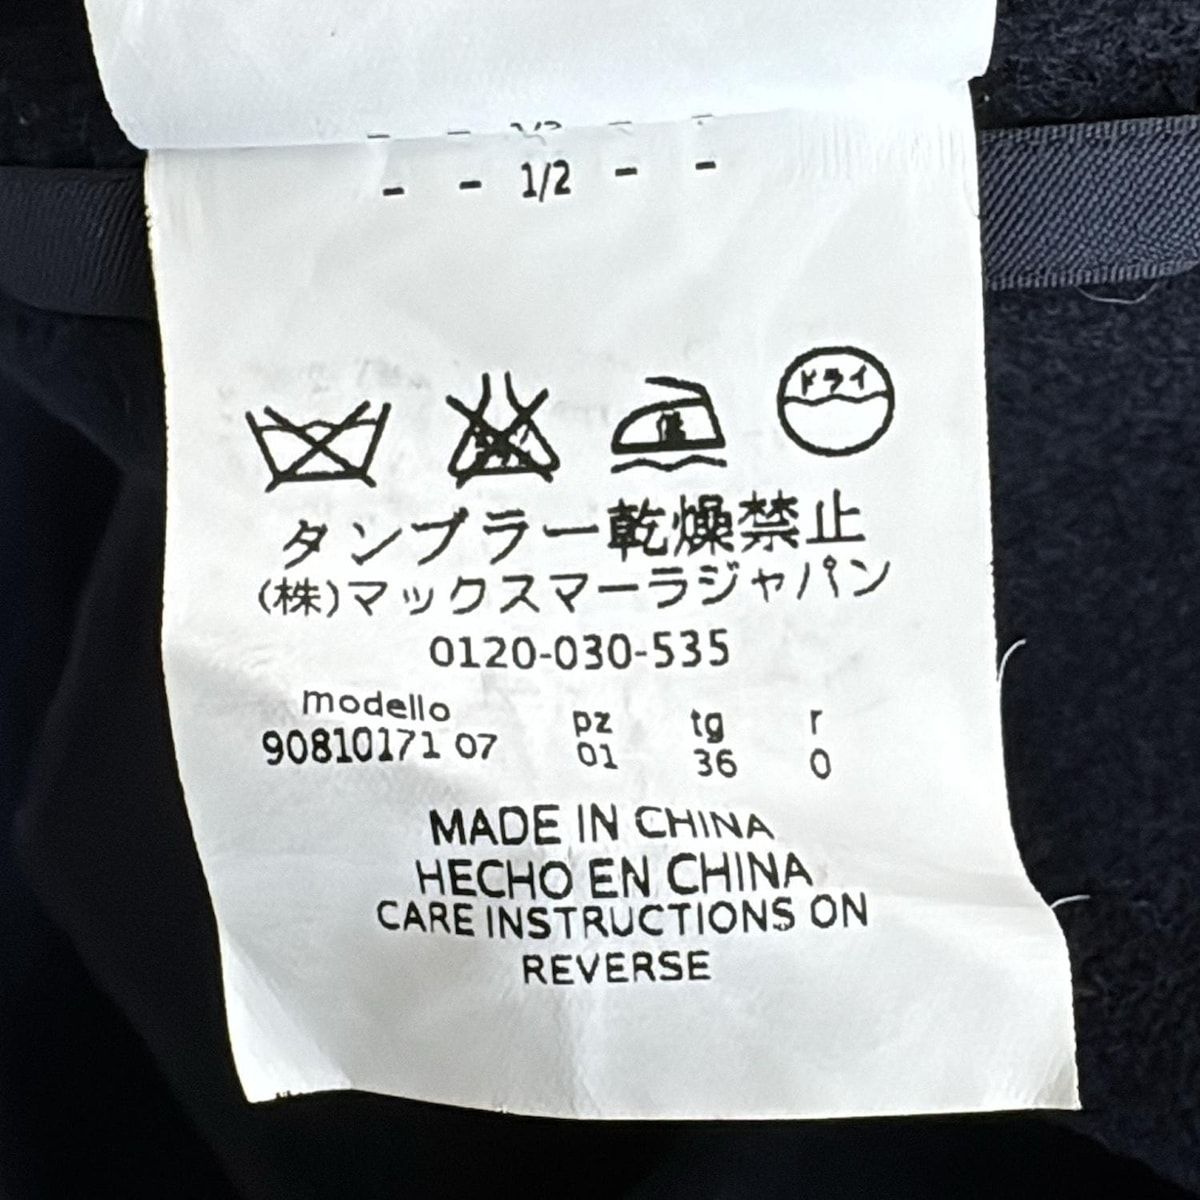 - - 1/2 - -
ドライ
タンブラー乾燥禁止
(株)マックスマーラジャパン
0120-030-535
modello pz tg r
90810171 07 01 36 0
MADE IN CHINA
HECHO EN CHINA
CARE INSTRUCTIONS ON
REVERSE